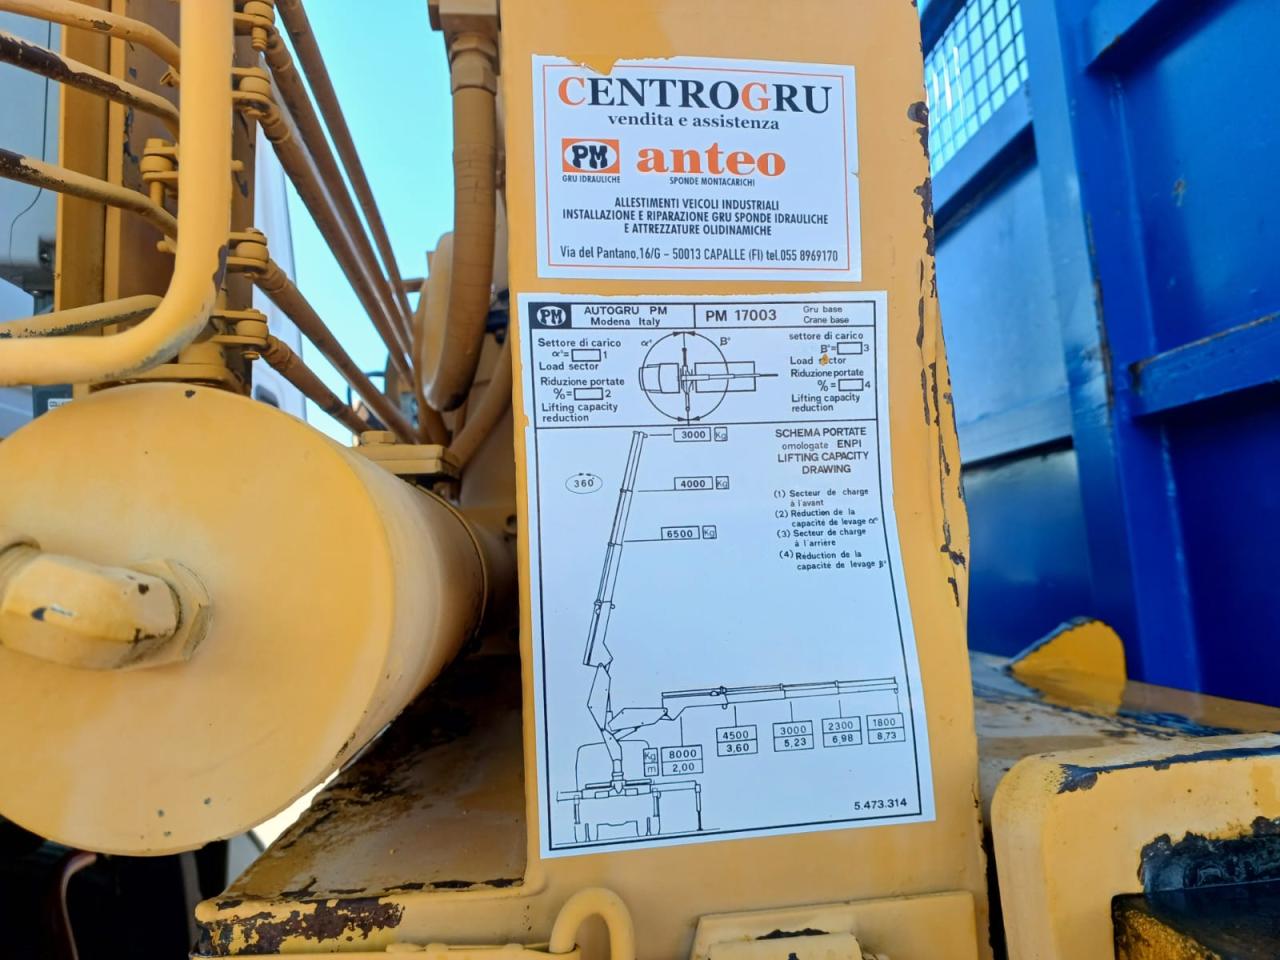 CENTROGRU
vendita e assistenza
PM anteo
GRU IDRAULICHE SPONDE MONTACARICHI
ALLESTIMENTI VEICOLI INDUSTRIALI
INSTALLAZIONE E RIPARAZIONE GRU SPONDE IDRAULICHE
E ATTREZZATURE OLIDINAMICHE
Via del Pantano,16/G - 50013 CAPALLE (FI) tel.055 8969170
PM AUTOGRU PM
Modena Italy
PM 17003
Gru base
Crane base
Settore di carico
α°= 1
Load sector
Riduzione portate
%= 2
Lifting capacity
reduction
α° B°
settore di carico
B°= 3
Load sector
Riduzione portate
%= 4
Lifting capacity
reduction
SCHEMA PORTATE
omologate ENPI
LIFTING CAPACITY
DRAWING
(1) Secteur de charge
à l'avant
(2) Réduction de la
capacité de levage α°
(3) Secteur de charge
à l'arrière
(4) Réduction de la
capacité de levage B°
360°
3000 Kg
4000 Kg
6500 Kg
Kg 8000 4500 3000 2300 1800
m 2,00 3,60 5,23 6,98 8,73
5.473.314